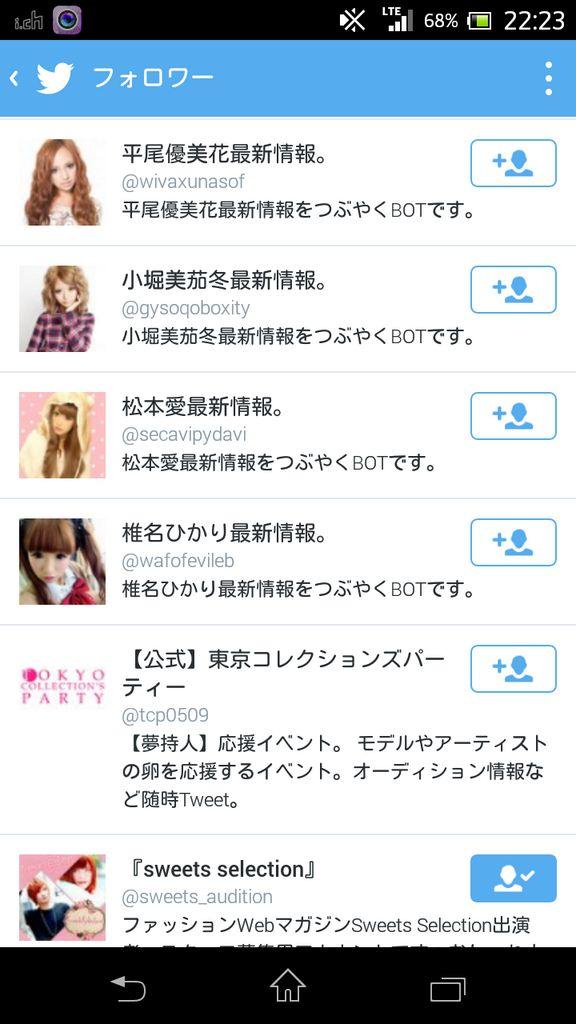 i.ch LTE 68% 22:23
フォロワー
平尾優美花最新情報。
@wivaxunasof
平尾優美花最新情報をつぶやくBOTです。
小堀美茄冬最新情報。
@gysoqoboxity
小堀美茄冬最新情報をつぶやくBOTです。
松本愛最新情報。
@secavipydavi
松本愛最新情報をつぶやくBOTです。
椎名ひかり最新情報。
@wafofevileb
椎名ひかり最新情報をつぶやくBOTです。
TOKYO
COLLECTION'S
PARTY
【公式】東京コレクションズパー
ティー
@tcp0509
【夢持人】応援イベント。 モデルやアーティスト
の卵を応援するイベント。オーディション情報な
ど随時Tweet。
『sweets selection』
@sweets_audition
ファッションWebマガジンSweets Selection出演